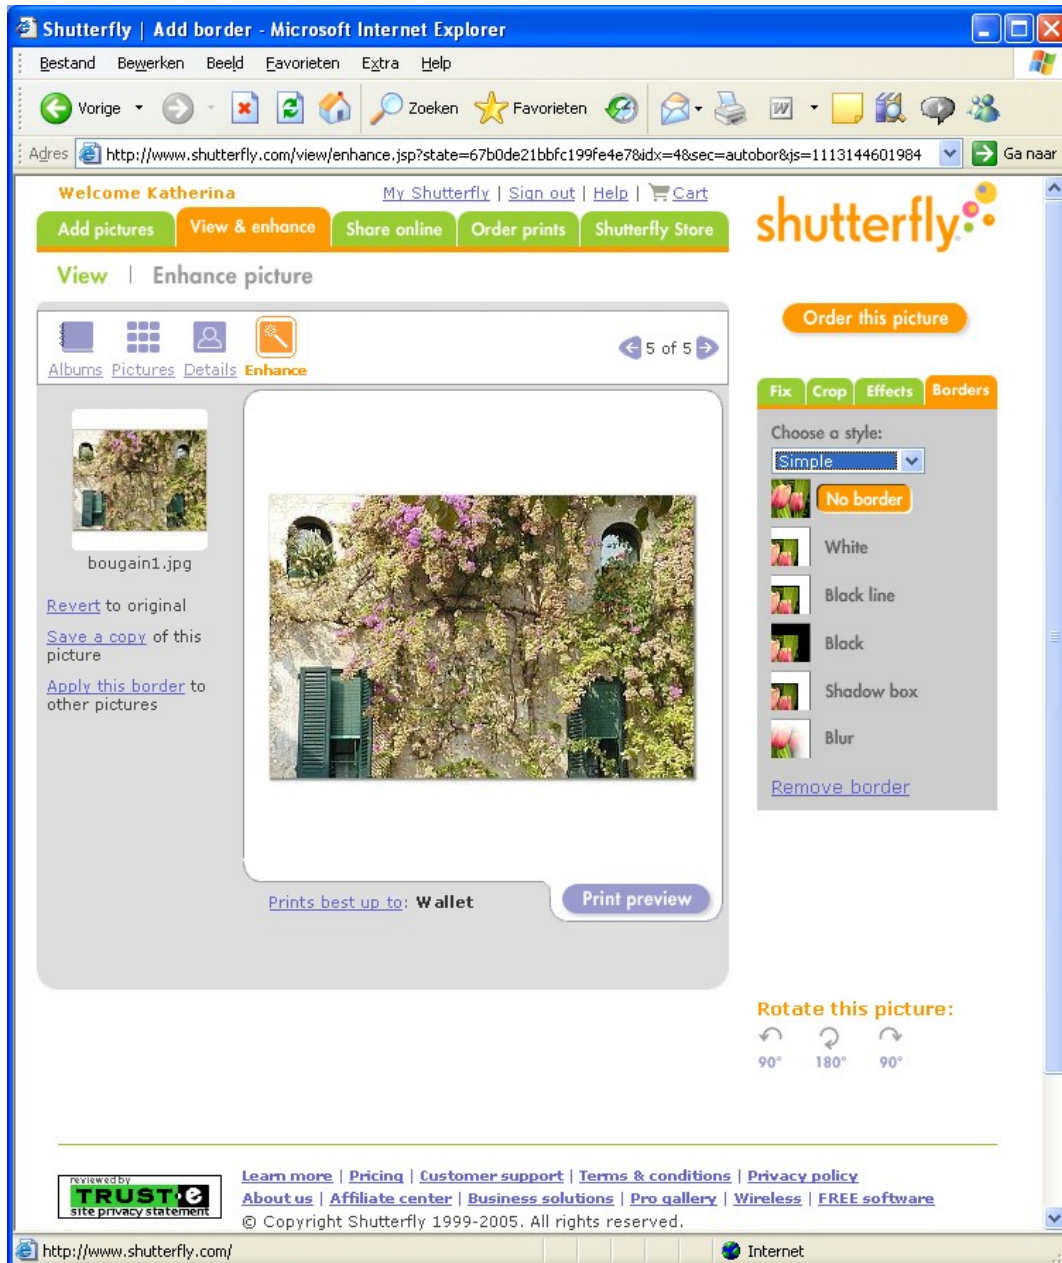 Shutterfly | Add border - Microsoft Internet Explorer
Bestand Bewerken Beeld Favorieten Extra Help
Vorige Zoeken Favorieten
Adres http://www.shutterfly.com/view/enhance.jsp?state=67b0de21bbfc199fe4e7&idx=4&sec=autobor&js=1113144601984 Ga naar
Welcome Katherina My Shutterfly | Sign out | Help | Cart
Add pictures View & enhance Share online Order prints Shutterfly Store
shutterfly
View | Enhance picture
Order this picture
Albums Pictures Details Enhance
5 of 5
Fix Crop Effects Borders
Choose a style:
Simple
No border
White
Black line
Black
Shadow box
Blur
Remove border
bougain1.jpg
Revert to original
Save a copy of this
picture
Apply this border to
other pictures
Prints best up to: Wallet
Print preview
Rotate this picture:
90° 180° 90°
reviewed by
TRUST·e
site privacy statement
Learn more | Pricing | Customer support | Terms & conditions | Privacy policy
About us | Affiliate center | Business solutions | Pro gallery | Wireless | FREE software
© Copyright Shutterfly 1999-2005. All rights reserved.
http://www.shutterfly.com/ Internet